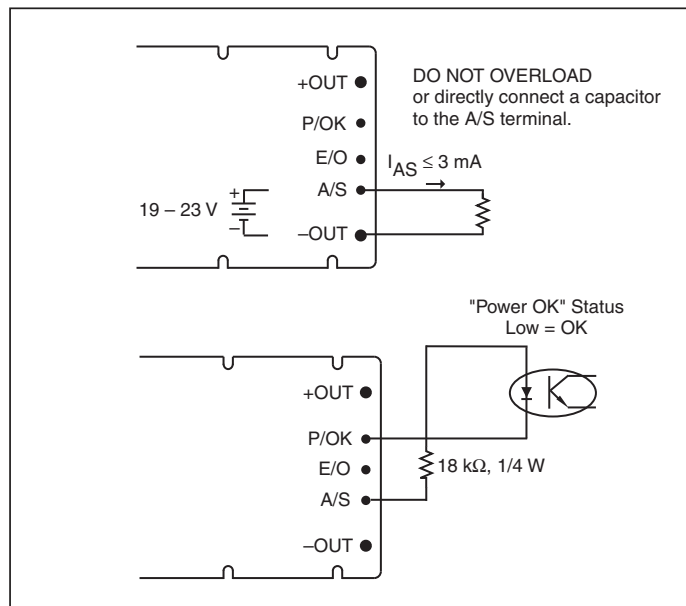 +OUT
DO NOT OVERLOAD
or directly connect a capacitor
to the A/S terminal.
P/OK
E/O
I_AS ≤ 3 mA
A/S
+
19 – 23 V
–
–OUT
"Power OK" Status
Low = OK
+OUT
P/OK
18 kΩ, 1/4 W
E/O
A/S
–OUT